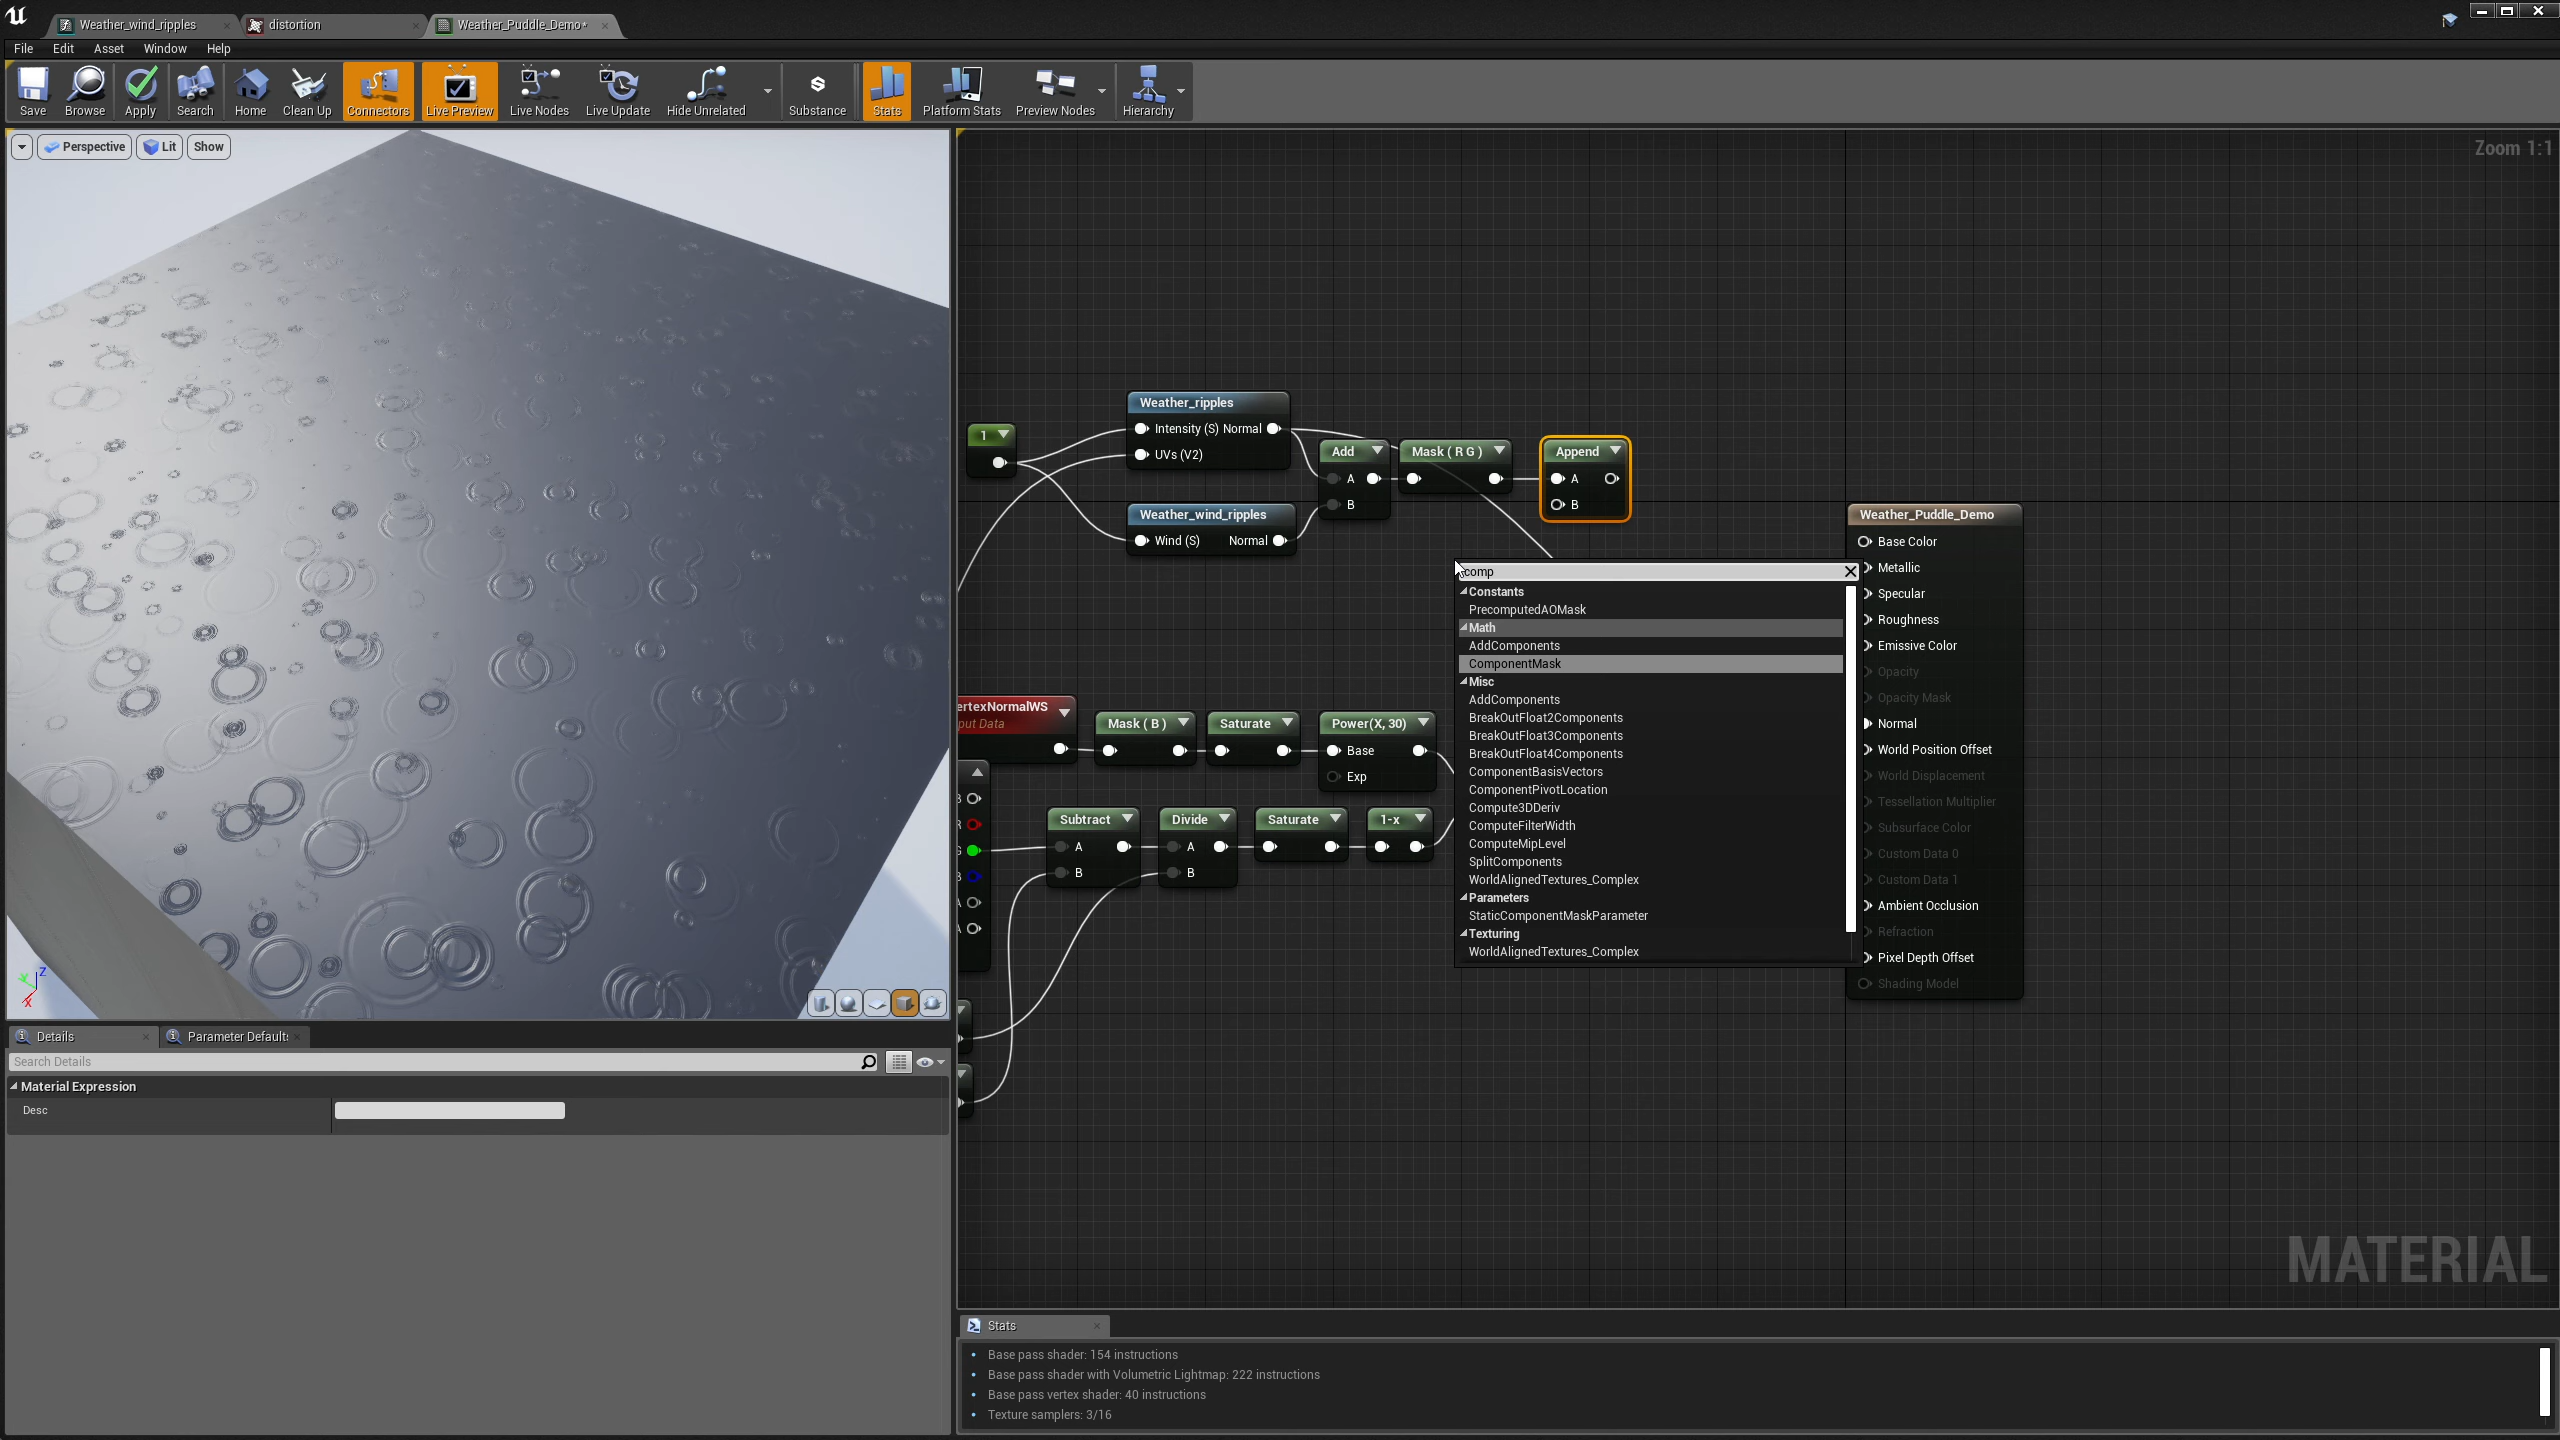 Weather_wind_ripples
distortion
Weather_Puddle_Demo*
File Edit Asset Window Help
Save Browse Apply Search Home Clean Up Connectors Live Preview Live Nodes Live Update Hide Unrelated Substance Stats Platform Stats Preview Nodes Hierarchy
Perspective Lit Show
Zoom 1:1
Weather_ripples
Intensity (S) Normal
UVs (V2)
1
Add
A
B
Mask ( R G )
Append
A
B
Weather_wind_ripples
Wind (S) Normal
Weather_Puddle_Demo
Base Color
Metallic
Specular
Roughness
Emissive Color
Opacity
Opacity Mask
Normal
World Position Offset
World Displacement
Tessellation Multiplier
Subsurface Color
Custom Data 0
Custom Data 1
Ambient Occlusion
Refraction
Pixel Depth Offset
Shading Model
comp
Constants
PrecomputedAOMask
Math
AddComponents
ComponentMask
Misc
AddComponents
BreakOutFloat2Components
BreakOutFloat3Components
BreakOutFloat4Components
ComponentBasisVectors
ComponentPivotLocation
Compute3DDeriv
ComputeFilterWidth
ComputeMipLevel
SplitComponents
WorldAlignedTextures_Complex
Parameters
StaticComponentMaskParameter
Texturing
WorldAlignedTextures_Complex
ertexNormalWS
put Data
Mask ( B )
Saturate
Power(X, 30)
Base
Exp
Subtract
A
B
Divide
A
B
Saturate
1-x
Z
Y
X
Details
Parameter Default
Search Details
Material Expression
Desc
MATERIAL
Stats
Base pass shader: 154 instructions
Base pass shader with Volumetric Lightmap: 222 instructions
Base pass vertex shader: 40 instructions
Texture samplers: 3/16